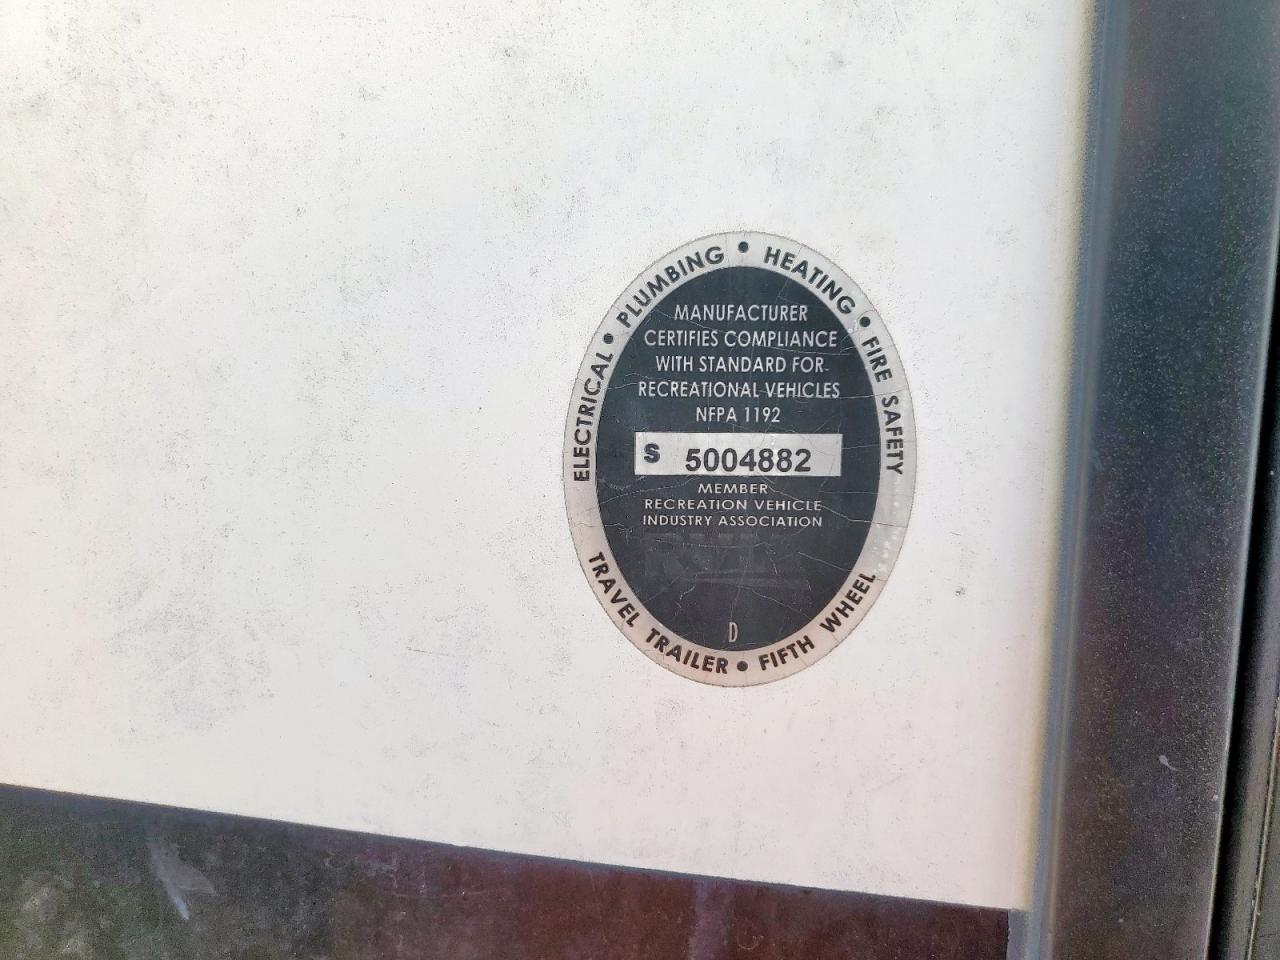 ELECTRICAL • PLUMBING • HEATING • FIRE SAFETY
MANUFACTURER
CERTIFIES COMPLIANCE
WITH STANDARD FOR
RECREATIONAL VEHICLES
NFPA 1192
S 5004882
MEMBER
RECREATION VEHICLE
INDUSTRY ASSOCIATION
D
TRAVEL TRAILER • FIFTH WHEEL